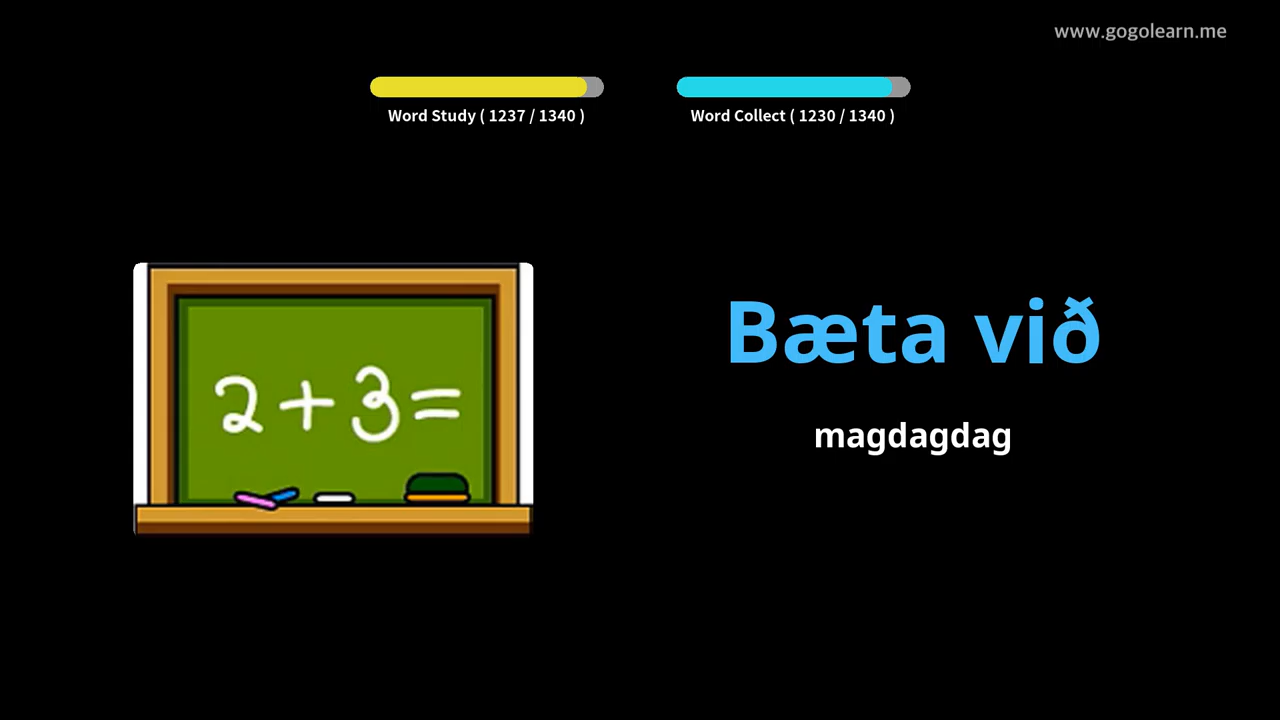 www.gogolearn.me
Word Study ( 1237 / 1340 )
Word Collect ( 1230 / 1340 )
2+3=
Bæta við
magdagdag